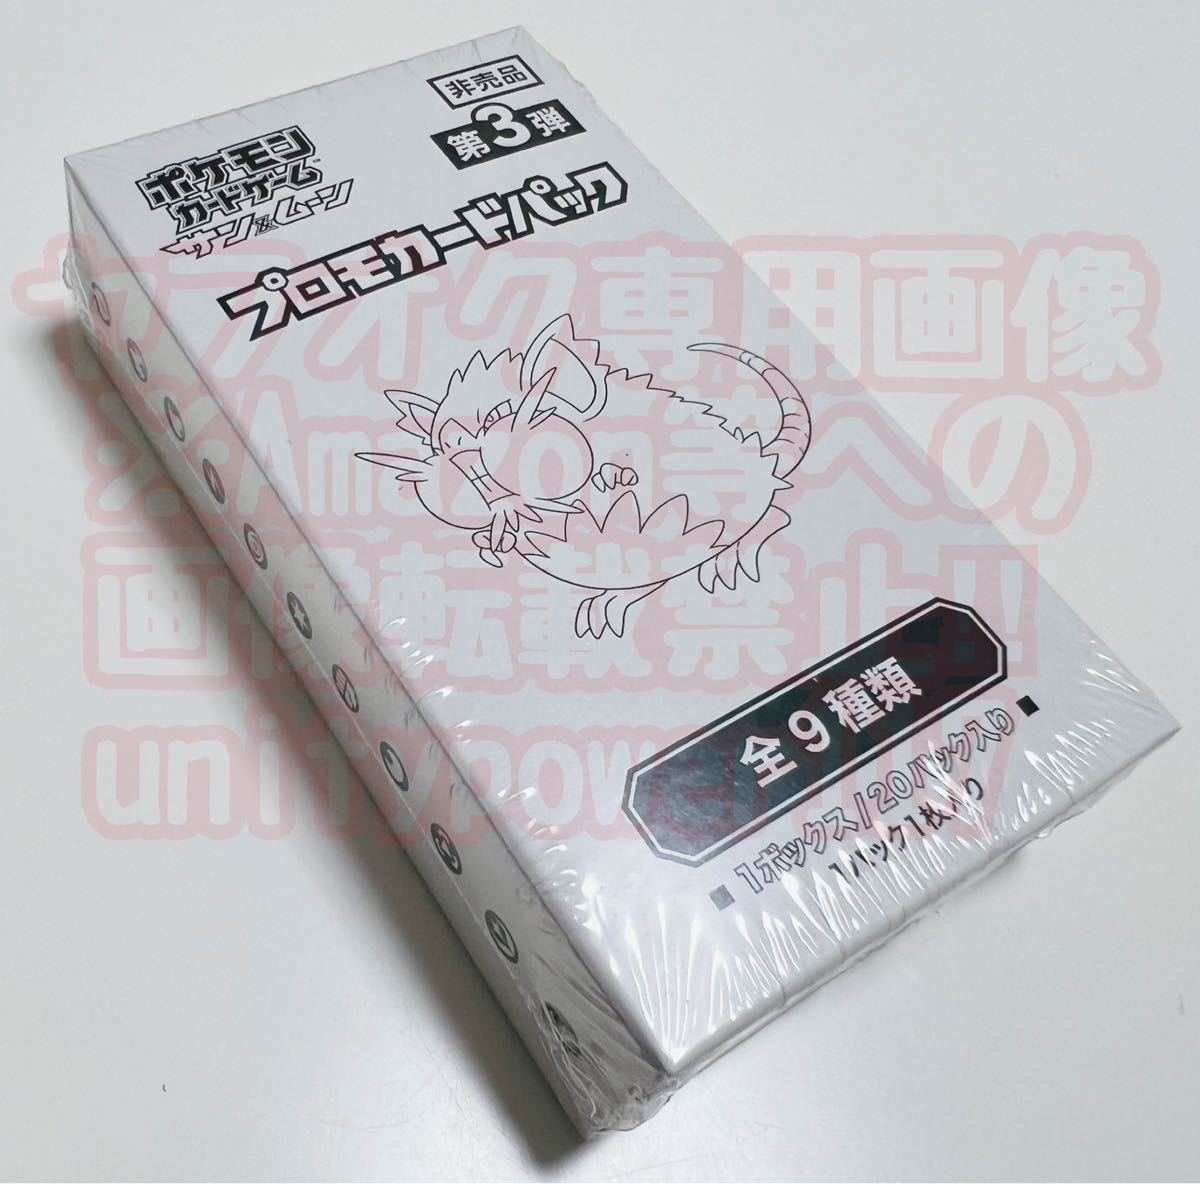 非売品
第3弾
ポケモン
カードゲーム
サン&ムーン
プロモカードパック
ヤフオク専用画像
※Amazon等への
画像転載禁止!!
全9種類
■ 1ボックス/20パック入り ■
1パック1枚入り